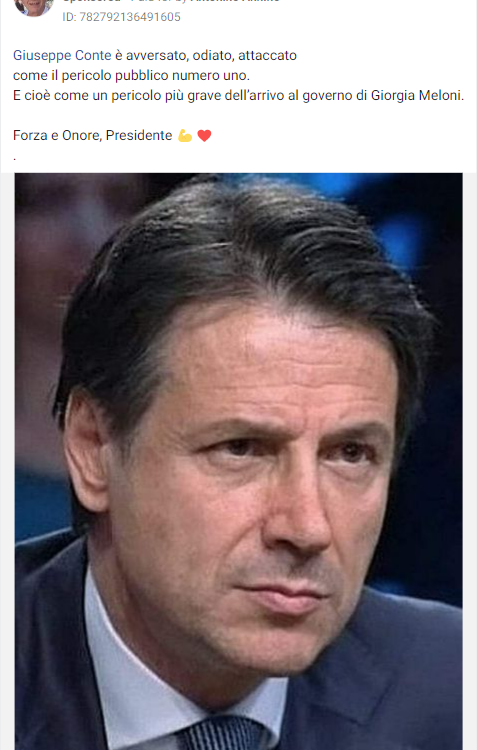 ID: 782792136491605
Giuseppe Conte è avversato, odiato, attaccato
come il pericolo pubblico numero uno.
E cioè come un pericolo più grave dell’arrivo al governo di Giorgia Meloni.
Forza e Onore, Presidente 💪 ❤️
.